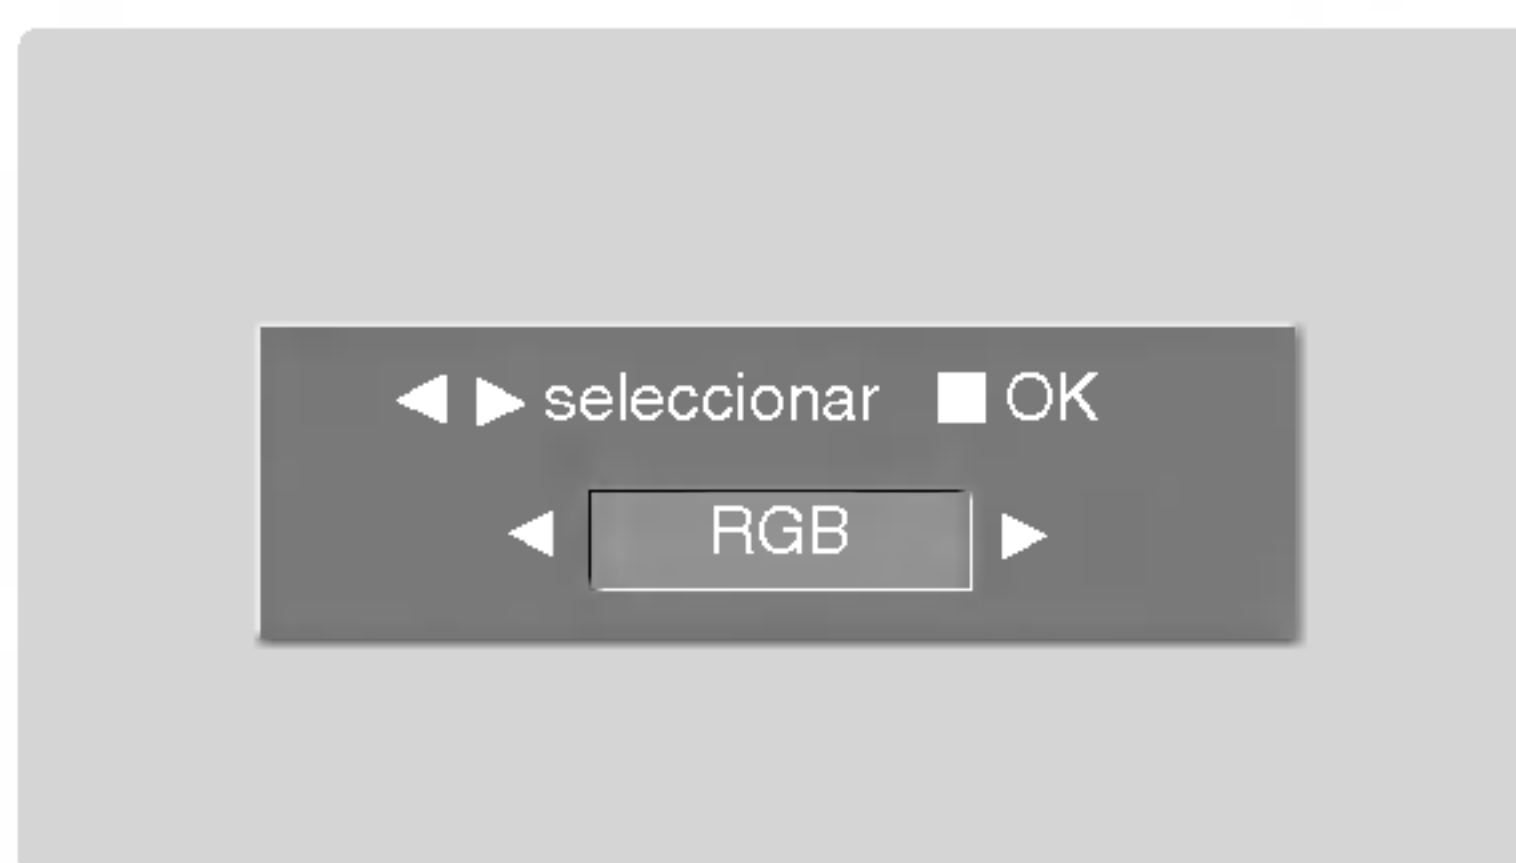 ◀ ▶ seleccionar ■ OK
◀ RGB ▶